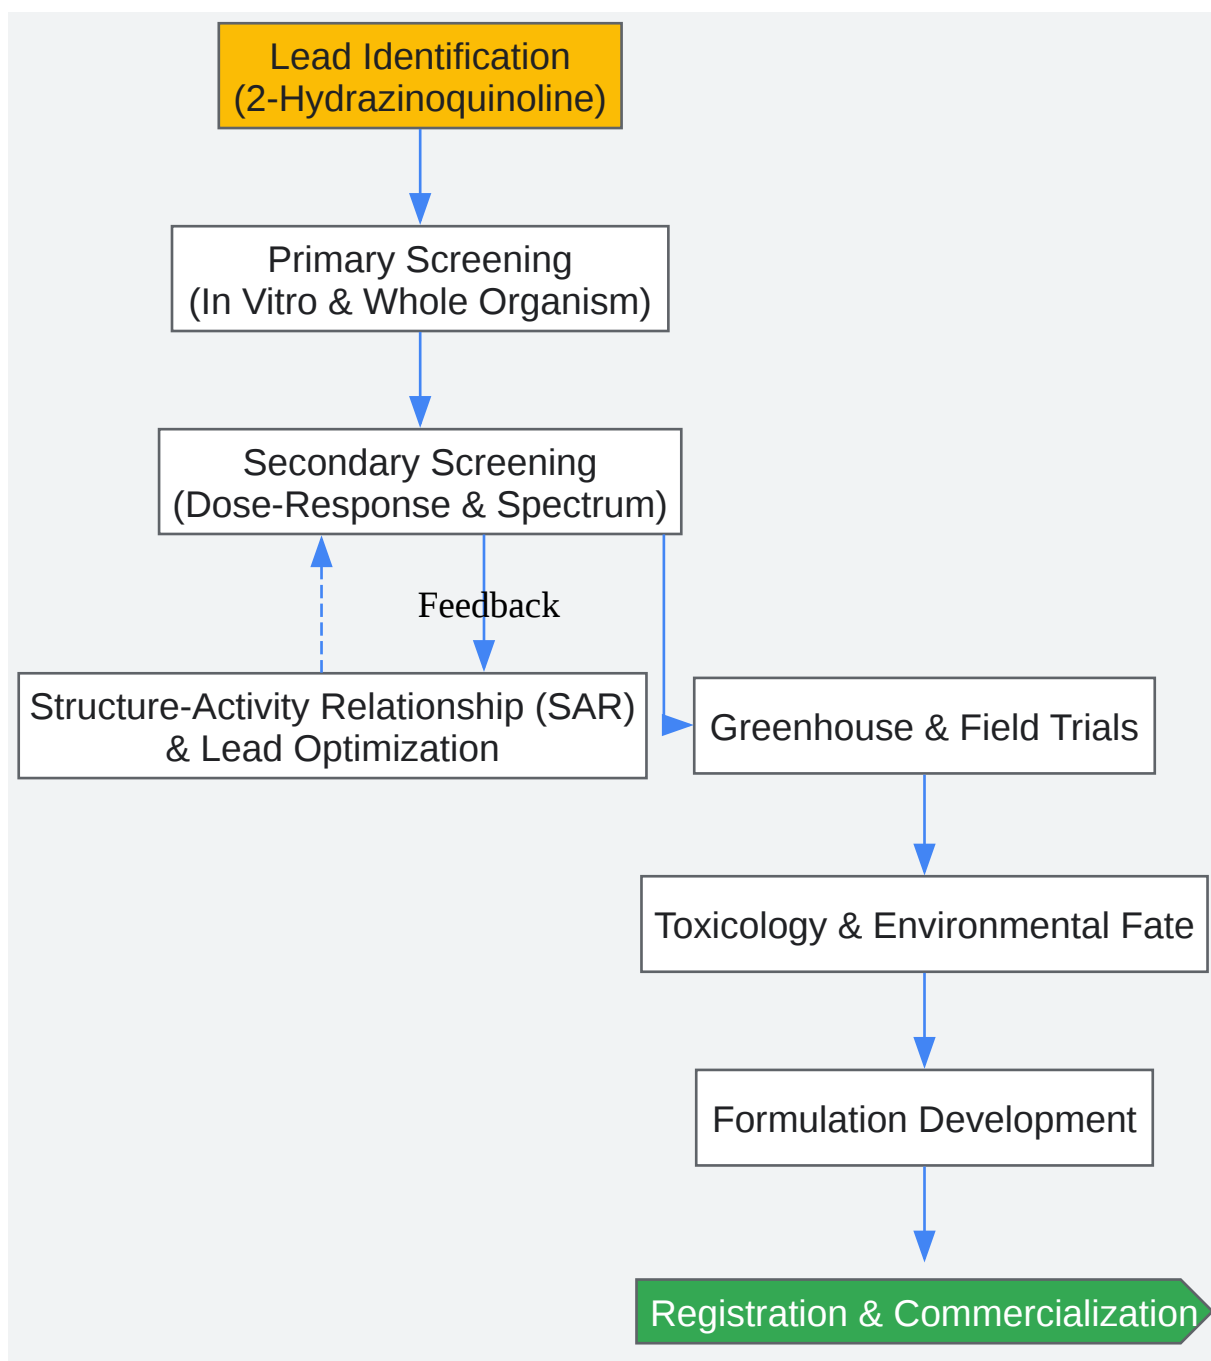 Lead Identification
(2-Hydrazinoquinoline)
Primary Screening
(In Vitro & Whole Organism)
Secondary Screening
(Dose-Response & Spectrum)
Feedback
Structure-Activity Relationship (SAR)
& Lead Optimization
Greenhouse & Field Trials
Toxicology & Environmental Fate
Formulation Development
Registration & Commercialization